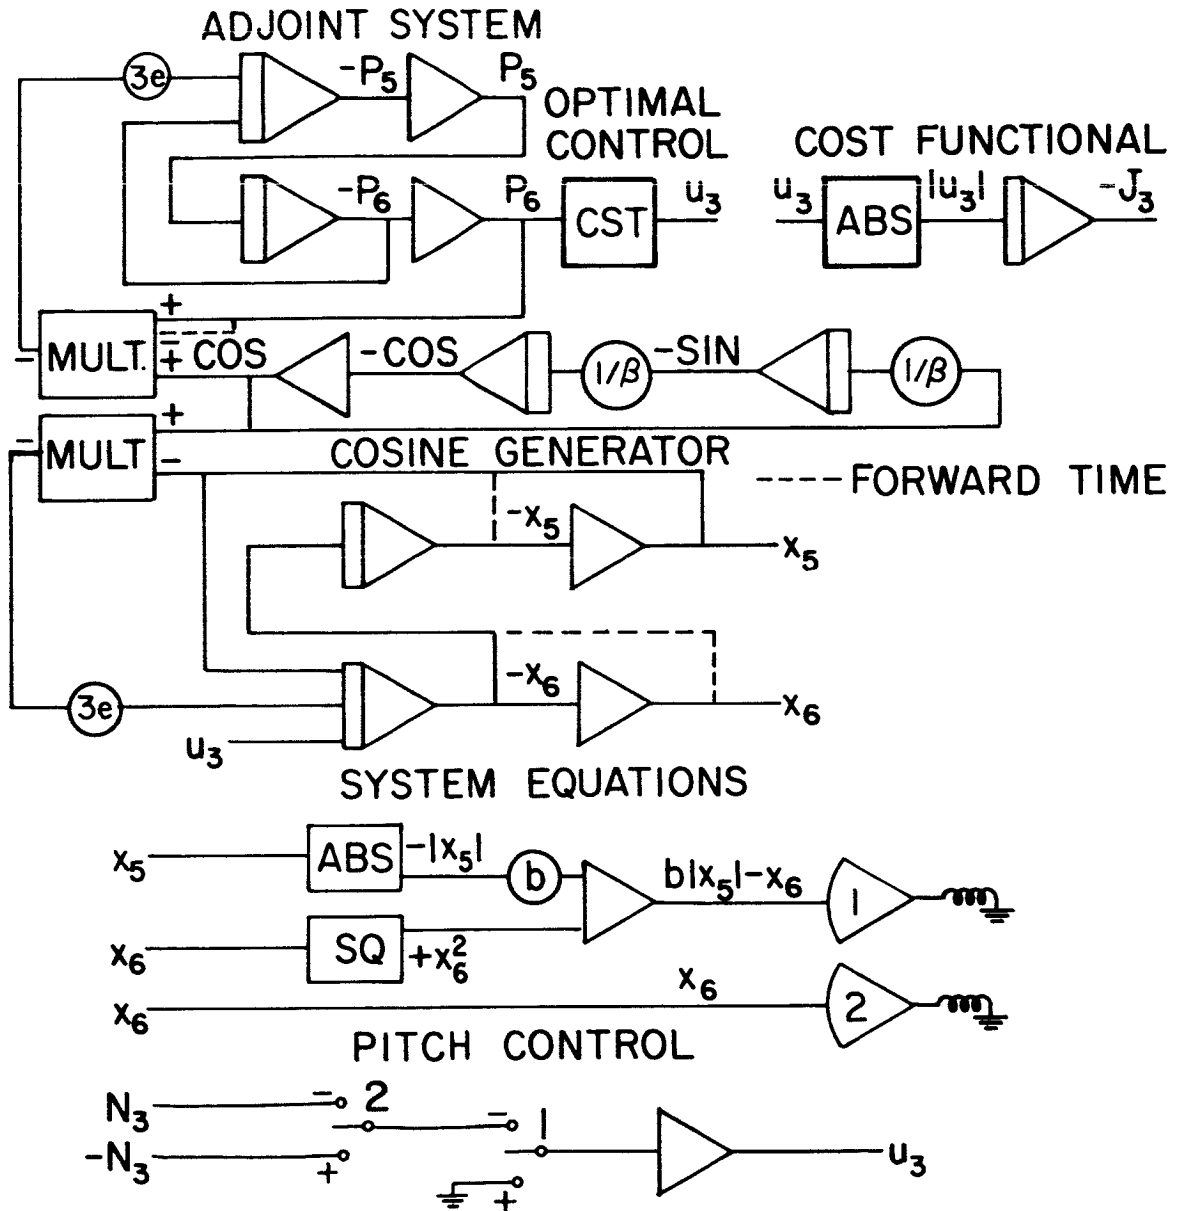 ADJOINT SYSTEM
3e
-P5
P5
OPTIMAL
CONTROL
COST FUNCTIONAL
-P6
P6
CST
u3
u3
ABS
|u3|
-J3
+
-
MULT.
-
+
COS
-COS
1/β
-SIN
1/β
+
-
MULT
-
COSINE GENERATOR
---- FORWARD TIME
-x5
x5
-x6
x6
3e
u3
SYSTEM EQUATIONS
x5
ABS
-|x5|
b
b|x5|-x6
1
x6
SQ
+x6²
x6
x6
2
PITCH CONTROL
N3
-
2
-
1
-N3
+
+
u3